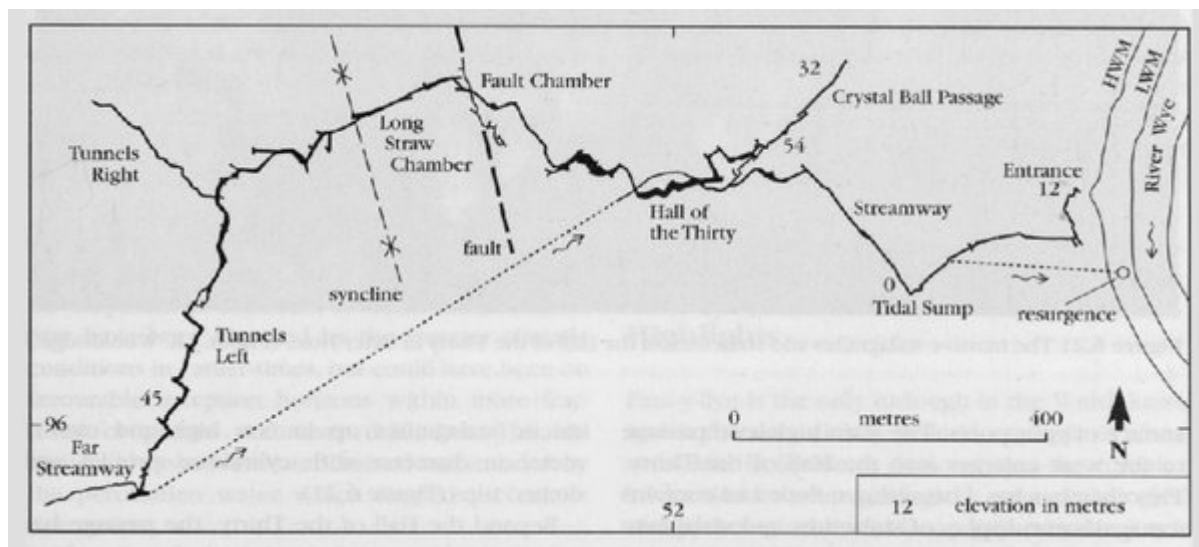 HWM
LWM
River Wye
32
Fault Chamber
Crystal Ball Passage
Long
Straw
Chamber
54
Tunnels
Right
Entrance
12
Hall of
the Thirty
Streamway
fault
syncline
0
Tidal Sump
resurgence
Tunnels
Left
45
96
Far
Streamway
0 metres 500
N
52
12 elevation in metres